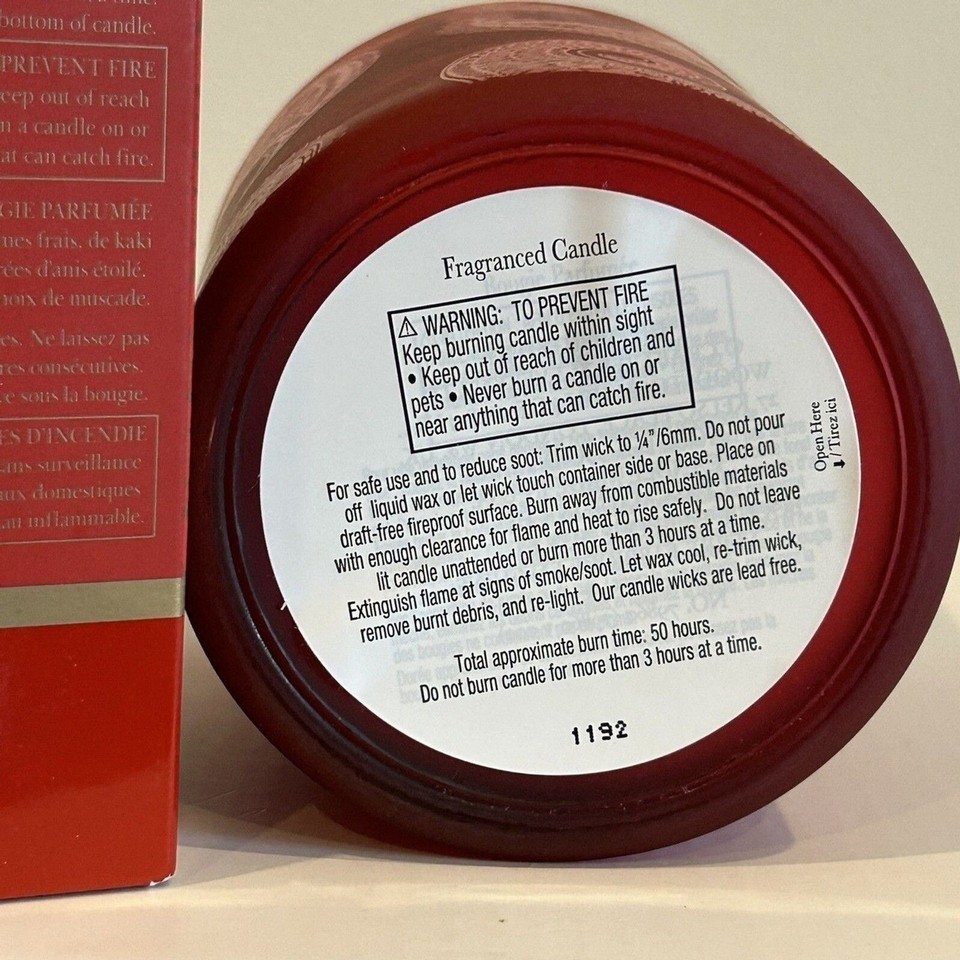 bottom of candle.
PREVENT FIRE
eep out of reach
n a candle on or
at can catch fire.
GIE PARFUMÉE
mes frais, de kaki
rées d'anis étoilé.
noix de muscade.
es. Ne laissez pas
res consécutives.
sous la bougie.
ES D'INCENDIE
ans surveillance
aux domestiques
au inflammable.
Fragranced Candle
Bougie Parfumée
⚠ WARNING: TO PREVENT FIRE
Keep burning candle within sight
• Keep out of reach of children and
pets • Never burn a candle on or
near anything that can catch fire.
For safe use and to reduce soot: Trim wick to ¼"/6mm. Do not pour
off liquid wax or let wick touch container side or base. Place on
draft-free fireproof surface. Burn away from combustible materials
with enough clearance for flame and heat to rise safely. Do not leave
lit candle unattended or burn more than 3 hours at a time.
Extinguish flame at signs of smoke/soot. Let wax cool, re-trim wick,
remove burnt debris, and re-light. Our candle wicks are lead free.
Total approximate burn time: 50 hours.
Do not burn candle for more than 3 hours at a time.
1192
Open Here
/ Tirez ici